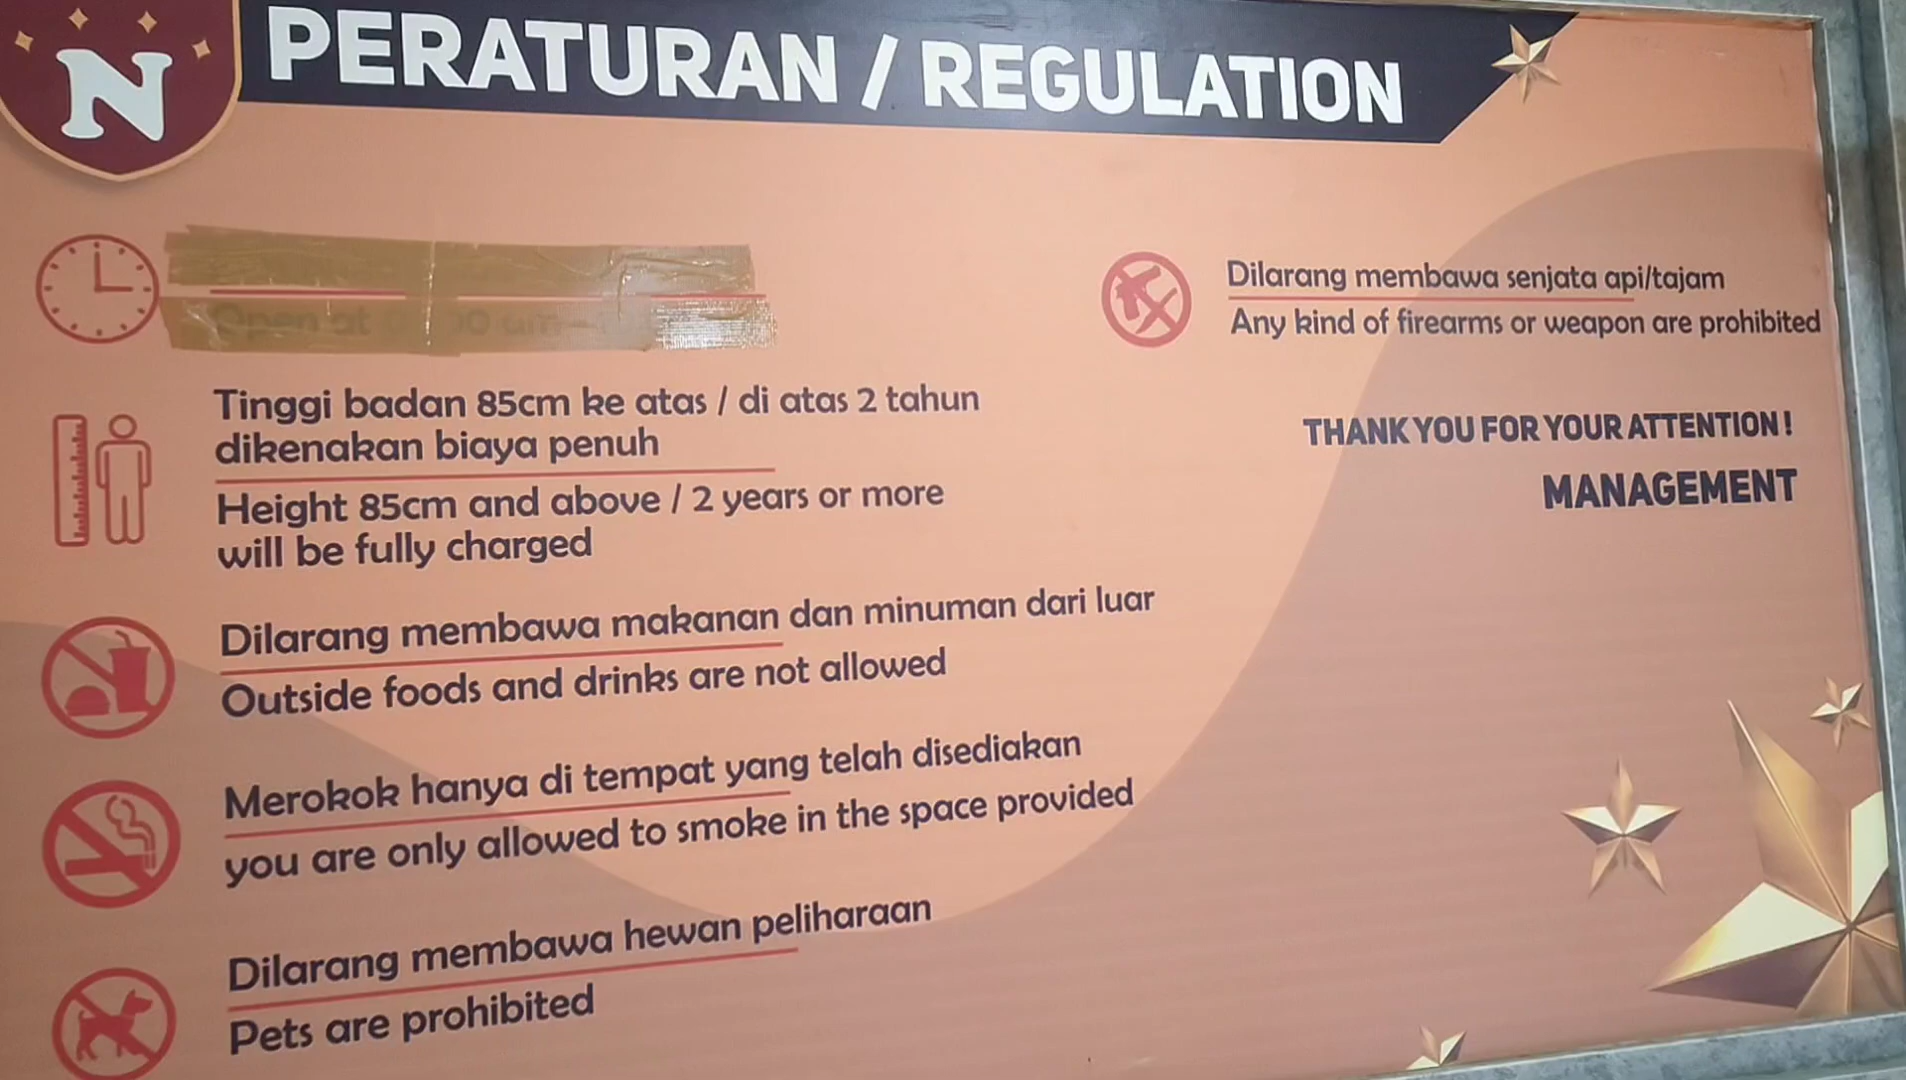 N
PERATURAN / REGULATION
Open at
Tinggi badan 85cm ke atas / di atas 2 tahun
dikenakan biaya penuh
Height 85cm and above / 2 years or more
will be fully charged
Dilarang membawa makanan dan minuman dari luar
Outside foods and drinks are not allowed
Merokok hanya di tempat yang telah disediakan
you are only allowed to smoke in the space provided
Dilarang membawa hewan peliharaan
Pets are prohibited
Dilarang membawa senjata api/tajam
Any kind of firearms or weapon are prohibited
THANK YOU FOR YOUR ATTENTION !
MANAGEMENT